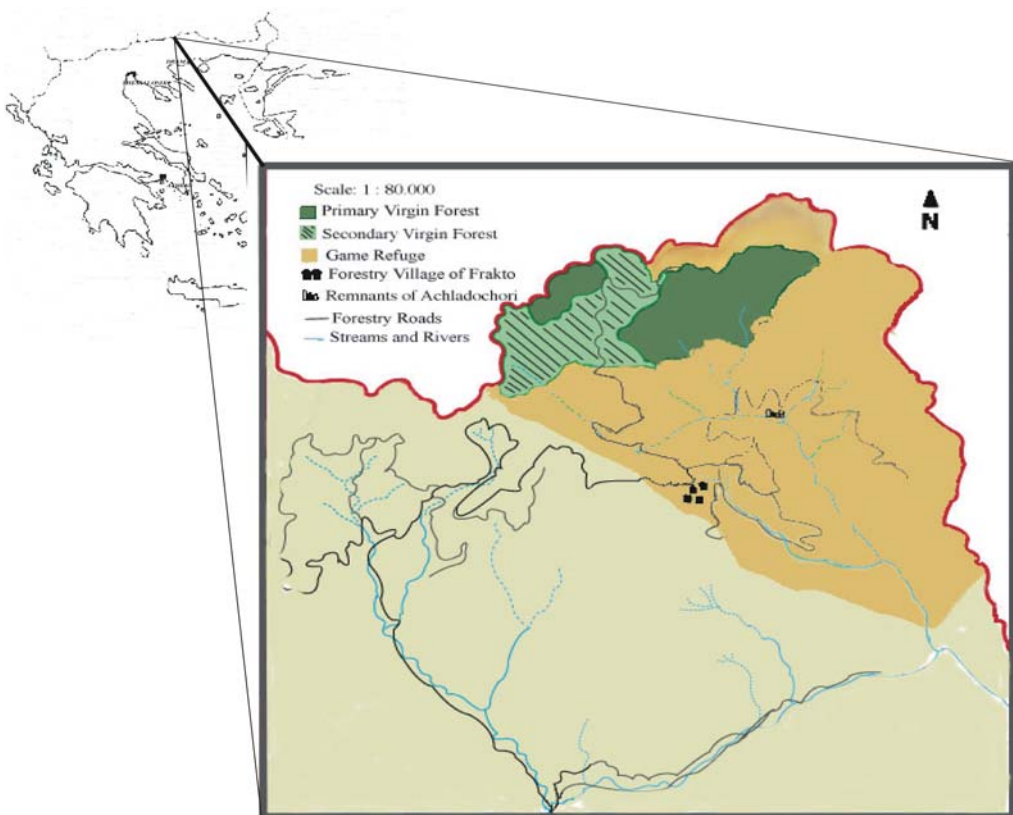 Scale: 1 : 80.000
Primary Virgin Forest
Secondary Virgin Forest
Game Refuge
Forestry Village of Frakto
Remnants of Achladochori
Forestry Roads
Streams and Rivers
N